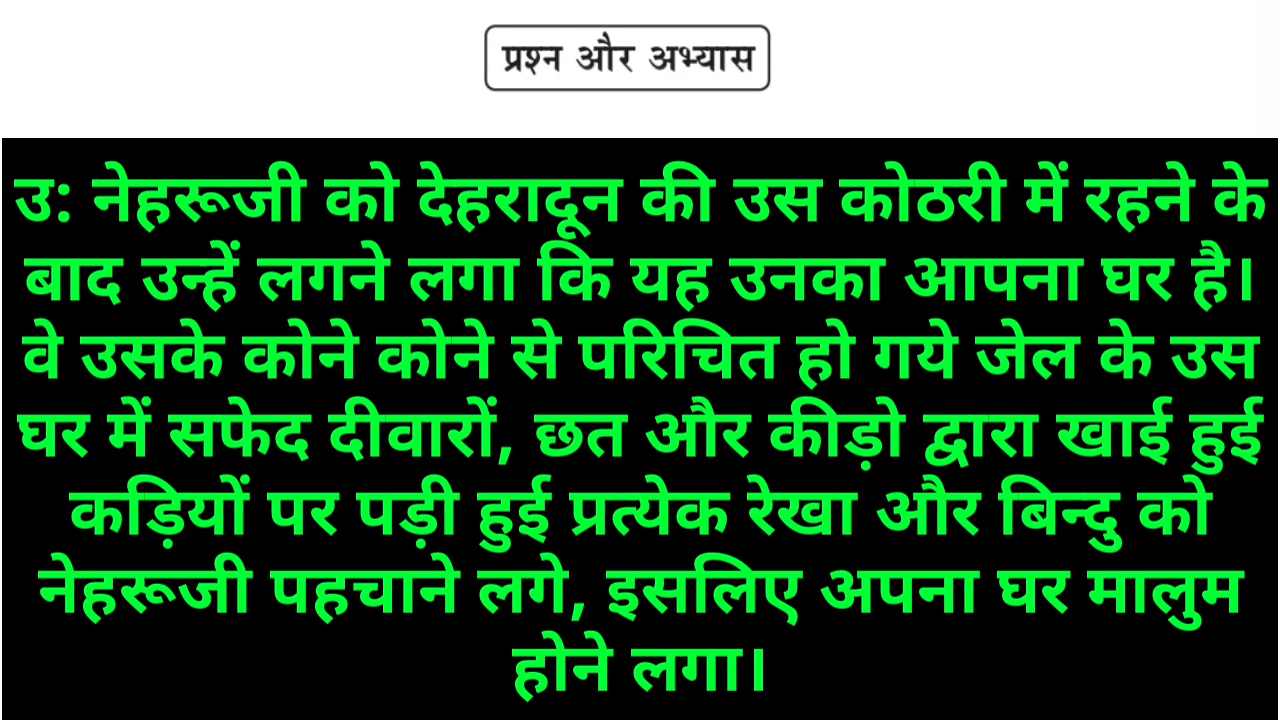 प्रश्न और अभ्यास
उ: नेहरूजी को देहरादून की उस कोठरी में रहने के
बाद उन्हें लगने लगा कि यह उनका आपना घर है।
वे उसके कोने कोने से परिचित हो गये जेल के उस
घर में सफेद दीवारों, छत और कीड़ो द्वारा खाई हुई
कड़ियों पर पड़ी हुई प्रत्येक रेखा और बिन्दु को
नेहरूजी पहचाने लगे, इसलिए अपना घर मालुम
होने लगा।